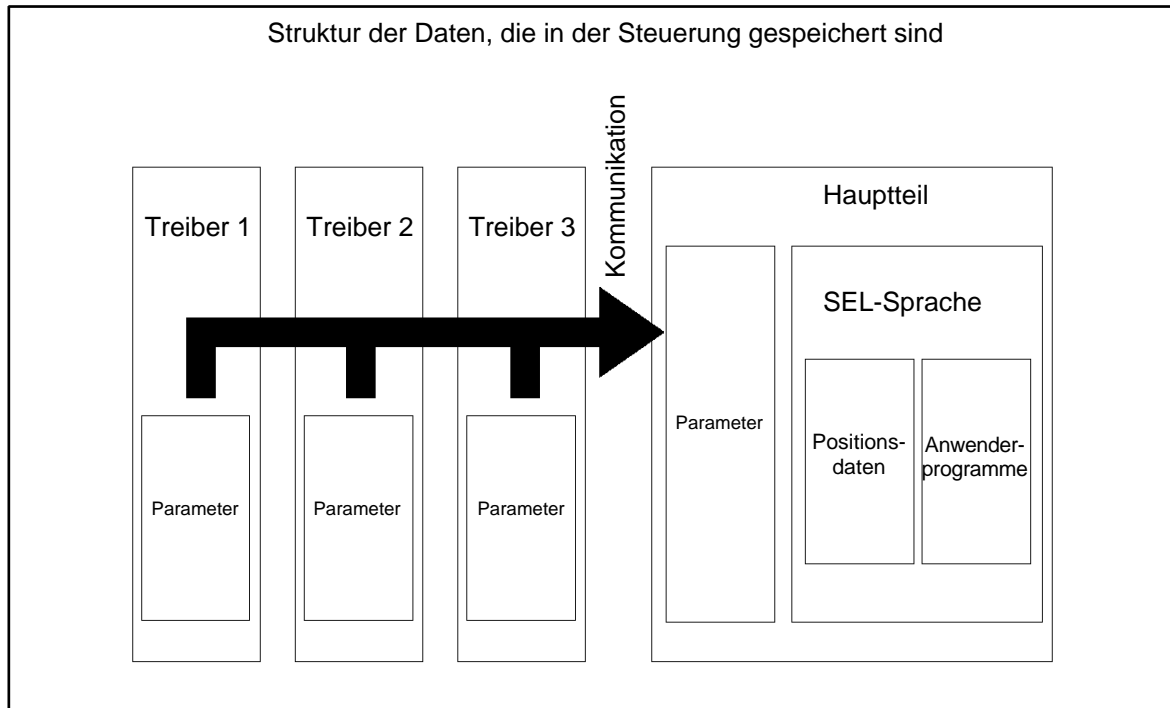 Struktur der Daten, die in der Steuerung gespeichert sind
Kommunikation
Treiber 1
Treiber 2
Treiber 3
Hauptteil
SEL-Sprache
Parameter
Positions-
daten
Anwender-
programme
Parameter
Parameter
Parameter